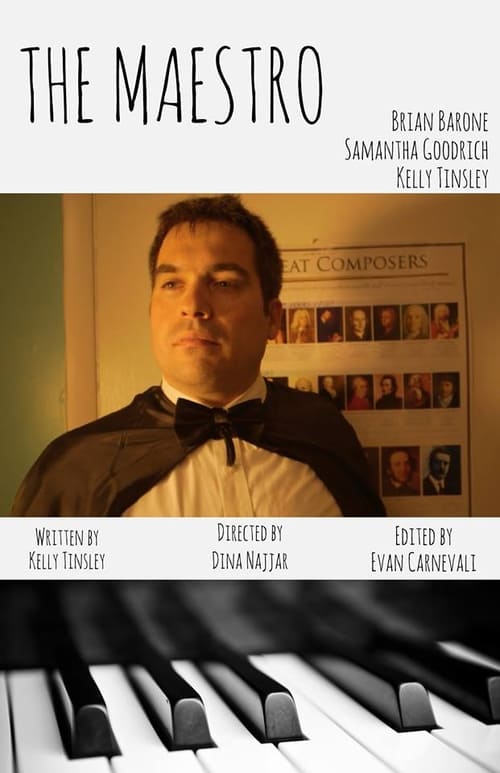 THE MAESTRO
BRIAN BARONE
SAMANTHA GOODRICH
KELLY TINSLEY
EAT COMPOSERS
WRITTEN BY
KELLY TINSLEY
DIRECTED BY
DINA NAJJAR
EDITED BY
EVAN CARNEVALI